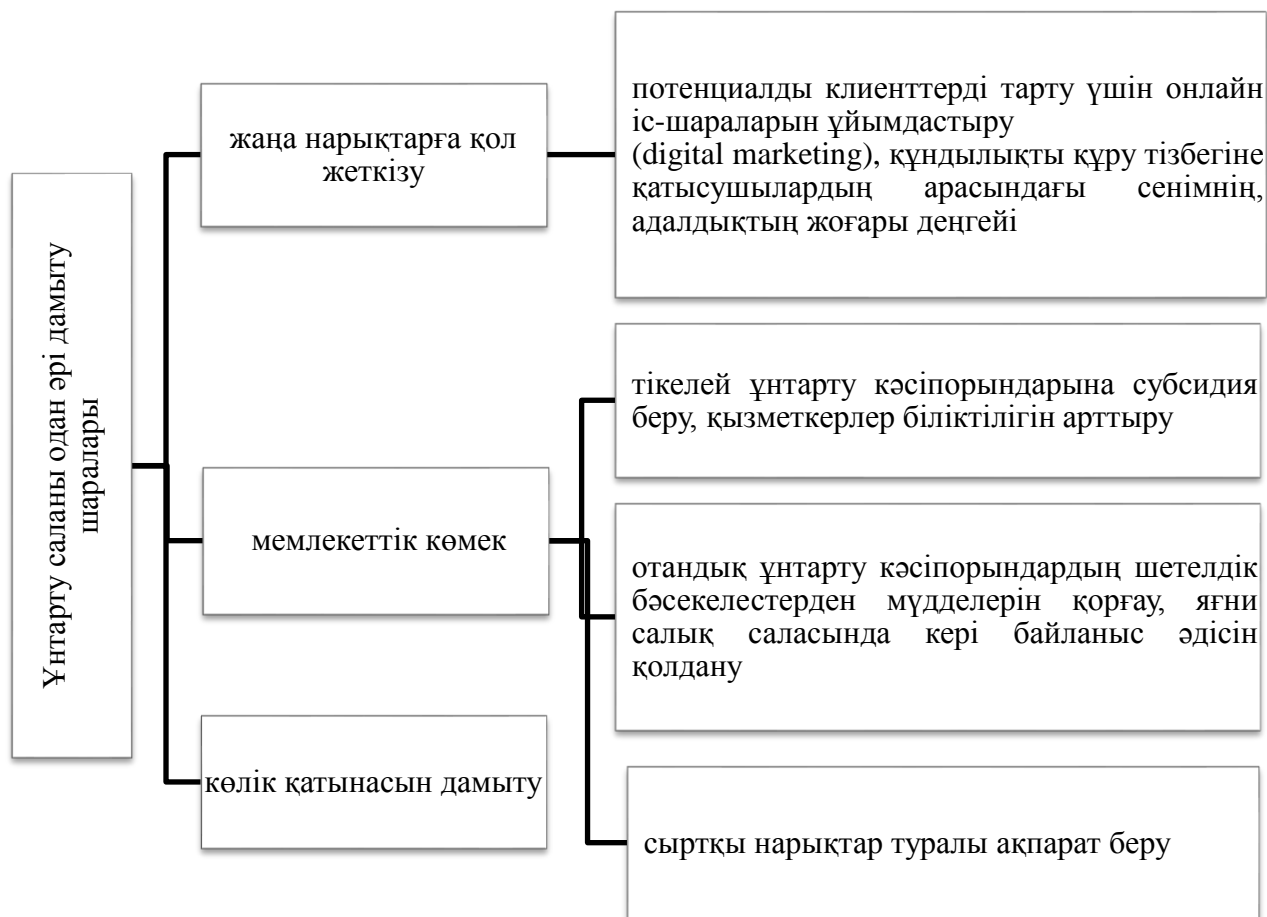 Ұнтарту саланы одан әрі дамыту
шаралары
жаңа нарықтарға қол
жеткізу
потенциалды клиенттерді тарту үшін онлайн
іс-шараларын ұйымдастыру
(digital marketing), құндылықты құру тізбегіне
қатысушылардың арасындағы сенімнің,
адалдықтың жоғары деңгейі
мемлекеттік көмек
тікелей ұнтарту кәсіпорындарына субсидия
беру, қызметкерлер біліктілігін арттыру
отандық ұнтарту кәсіпорындардың шетелдік
бәсекелестерден мүдделерін қорғау, яғни
салық саласында кері байланыс әдісін
қолдану
сыртқы нарықтар туралы ақпарат беру
көлік қатынасын дамыту